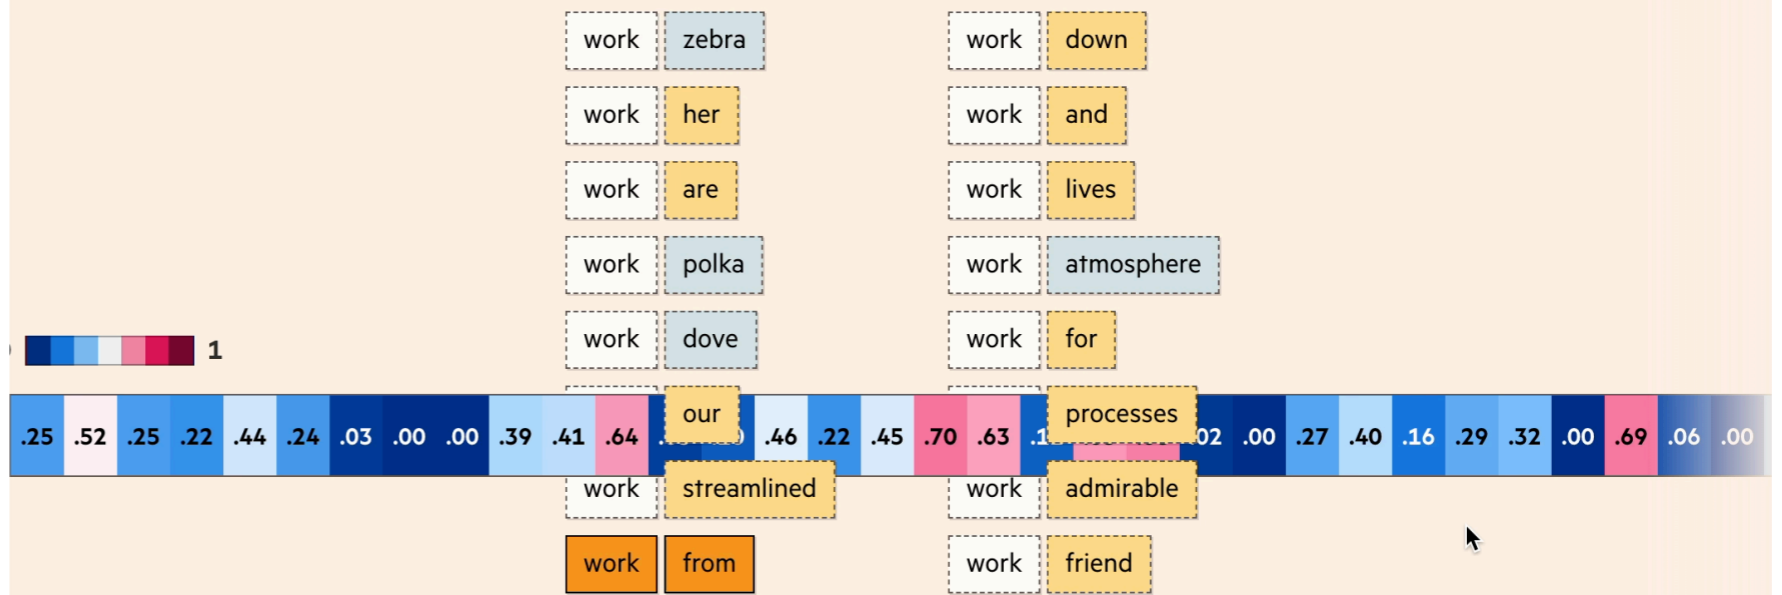 work zebra work down
work her work and
work are work lives
work polka work atmosphere
work dove work for
1
our processes
.25 .52 .25 .22 .44 .24 .03 .00 .00 .39 .41 .64 .46 .22 .45 .70 .63 .00 .27 .40 .16 .29 .32 .00 .69 .06 .00
work streamlined work admirable
work from work friend